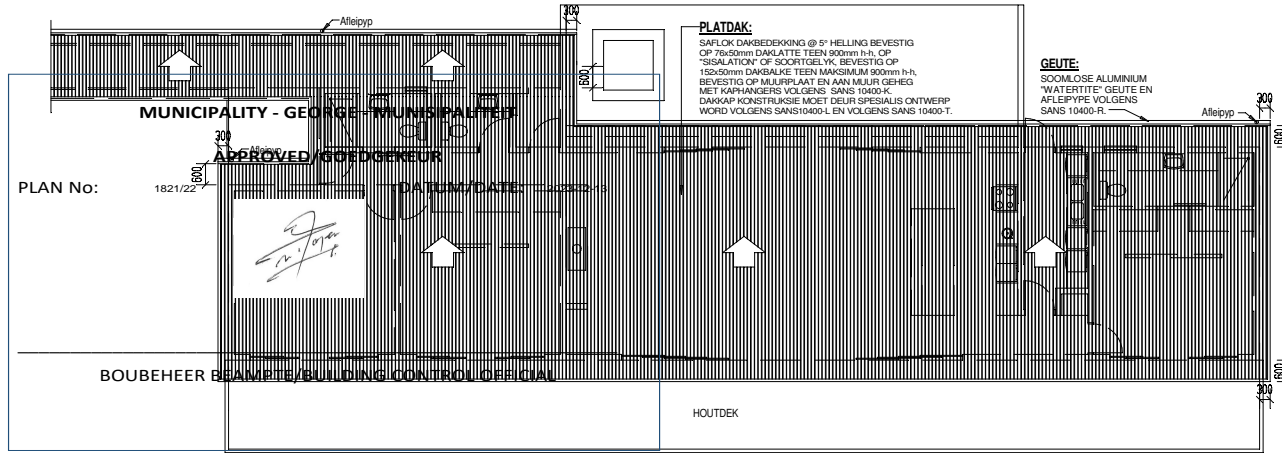 300
Afleipyp
PLATDAK:
SAFLOK DAKBEDEKKING @ 5° HELLING BEVESTIG
OP 76x50mm DAKLATTE TEEN 900mm h-h, OP
"SISALATION" OF SOORTGELYK, BEVESTIG OP
152x50mm DAKBALKE TEEN MAKSIMUM 900mm h-h,
BEVESTIG OP MUURPLAAT EN AAN MUUR GEHEG
MET KAPHANGERS VOLGENS SANS 10400-K.
DAKKAP KONSTRUKSIE MOET DEUR SPESIALIS ONTWERP
WORD VOLGENS SANS10400-L EN VOLGENS SANS 10400-T.
GEUTE:
SOOMLOSE ALUMINIUM
"WATERTITE" GEUTE EN
AFLEIPYPE VOLGENS
SANS 10400-R.
600
300
Afleipyp
600
MUNICIPALITY - GEORGE - MUNISIPALITEIT
300
Afleipyp
APPROVED/GOEDGEKEUR
600
PLAN No:
1821/22
DATUM/DATE:
BOUBEHEER BEAMPTE/BUILDING CONTROL OFFICIAL
600
300
HOUTDEK